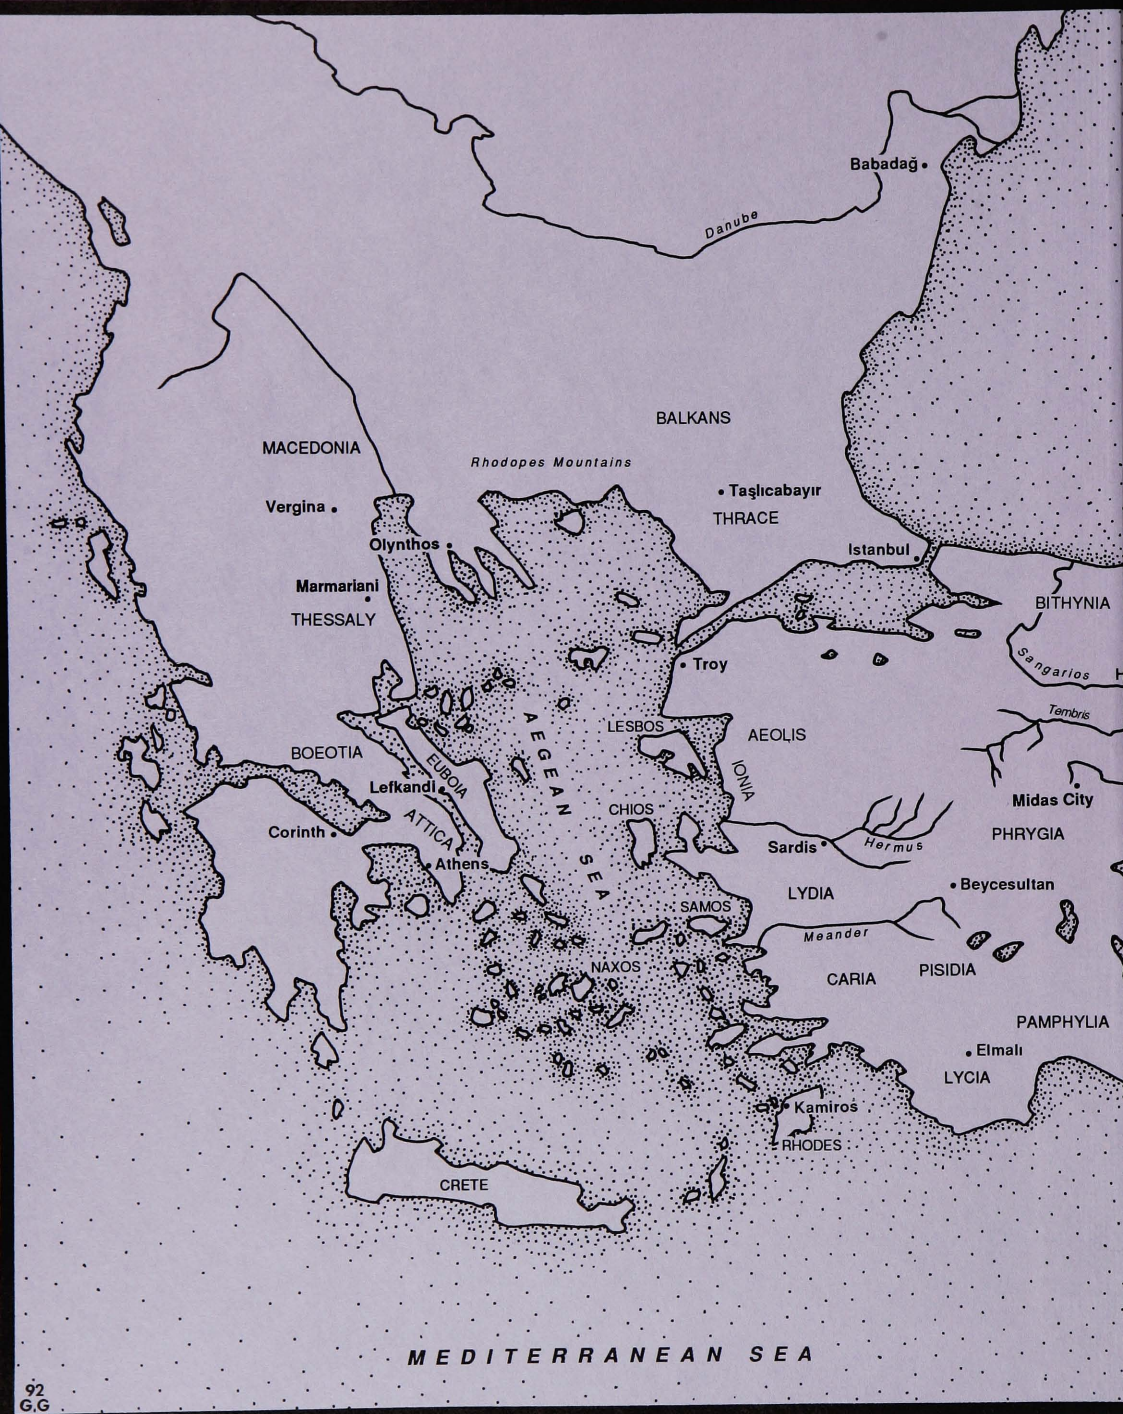 Babadağ
Danube
BALKANS
MACEDONIA
Rhodopes Mountains
Vergina
Taşlıcabayır
THRACE
Olynthos
Istanbul
Marmariani
THESSALY
BITHYNIA
Troy
Sangarios
H
Tembris
LESBOS
AEOLIS
AEGEAN SEA
BOEOTIA
EUBOIA
IONIA
Lefkandi
Midas City
CHIOS
ATTICA
Corinth
PHRYGIA
Sardis
Hermus
Athens
Beycesultan
LYDIA
SAMOS
Meander
NAXOS
PISIDIA
CARIA
PAMPHYLIA
Elmalı
LYCIA
Kamiros
RHODES
CRETE
MEDITERRANEAN SEA
92
G.G